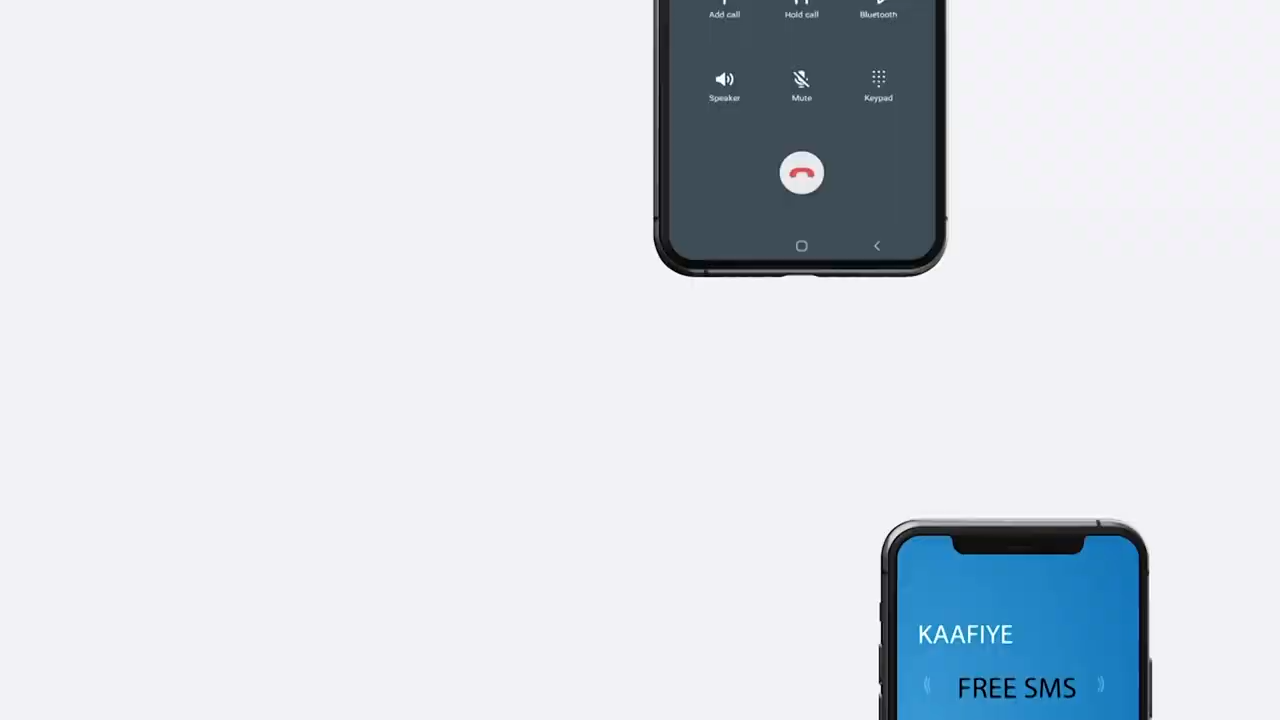 Add call Hold call Bluetooth
Speaker Mute Keypad
KAAFIYE
FREE SMS